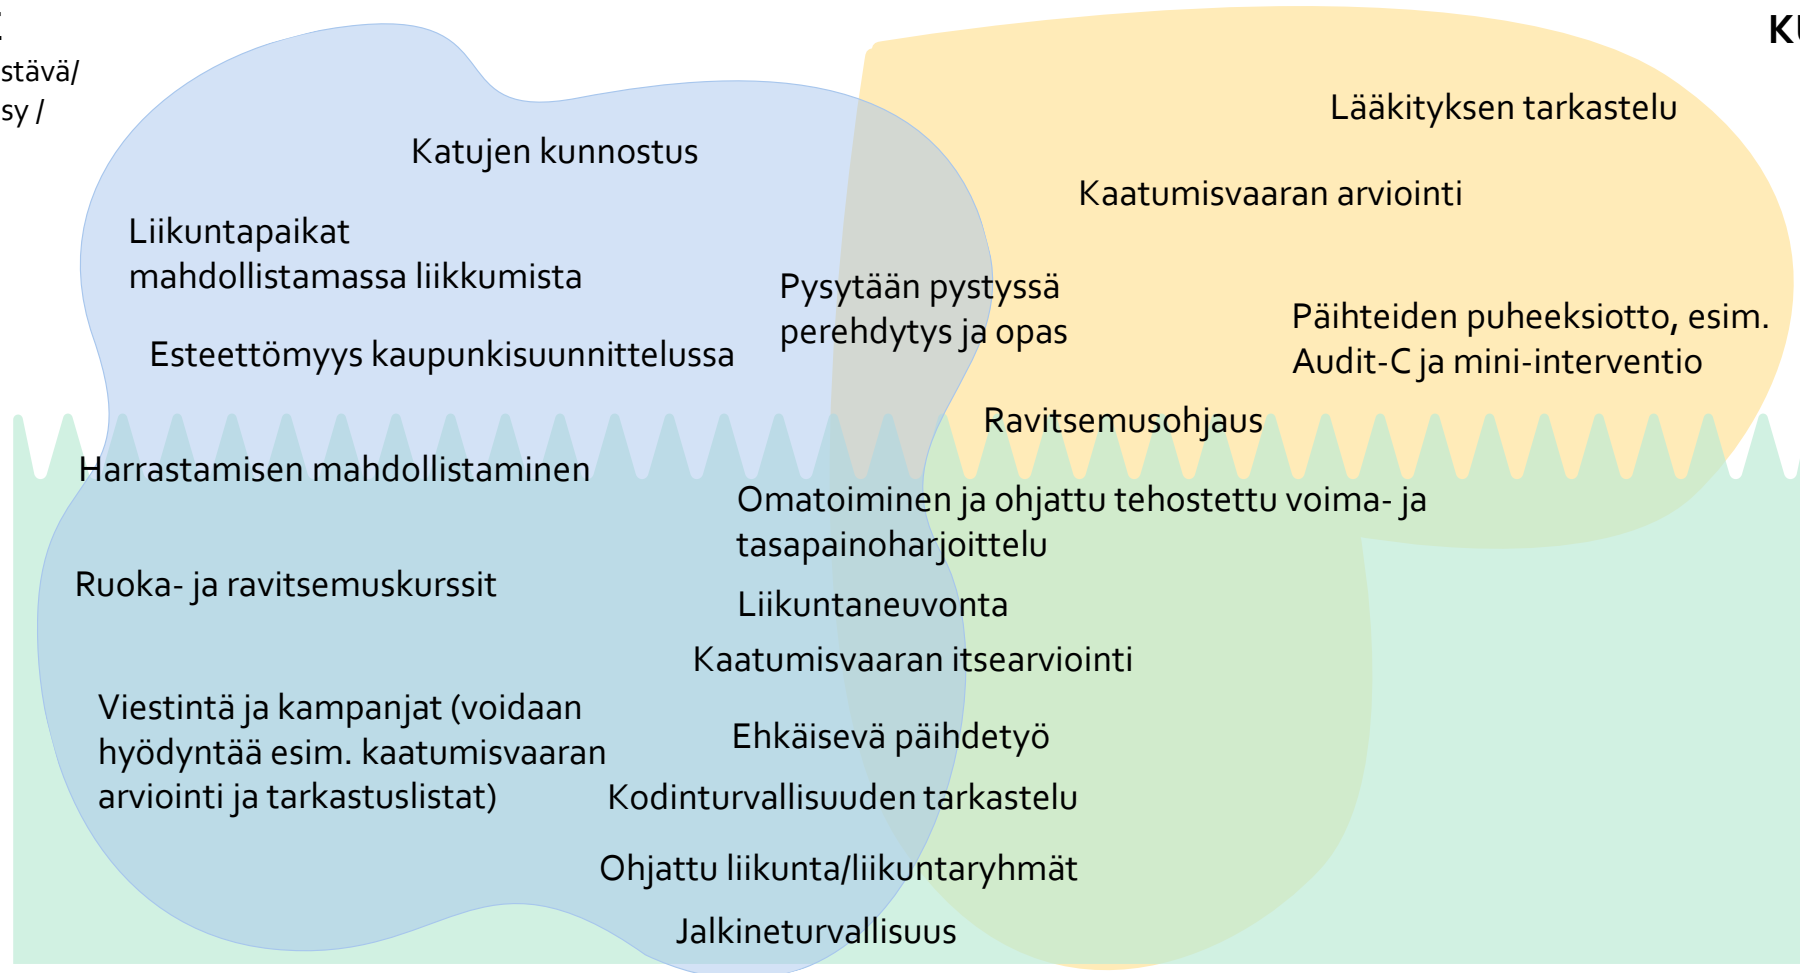 stävä/
sy /
KU
Lääkityksen tarkastelu
Katujen kunnostus
Kaatumisvaaran arviointi
Liikuntapaikat
mahdollistamassa liikkumista
Pysytään pystyssä
perehdytys ja opas
Päihteiden puheeksiotto, esim.
Audit-C ja mini-interventio
Esteettömyys kaupunkisuunnittelussa
Ravitsemusohjaus
Harrastamisen mahdollistaminen
Omatoiminen ja ohjattu tehostettu voima- ja
tasapainoharjoittelu
Ruoka- ja ravitsemuskurssit
Liikuntaneuvonta
Kaatumisvaaran itsearviointi
Viestintä ja kampanjat (voidaan
hyödyntää esim. kaatumisvaaran
arviointi ja tarkastuslistat)
Ehkäisevä päihdetyö
Kodinturvallisuuden tarkastelu
Ohjattu liikunta/liikuntaryhmät
Jalkineturvallisuus